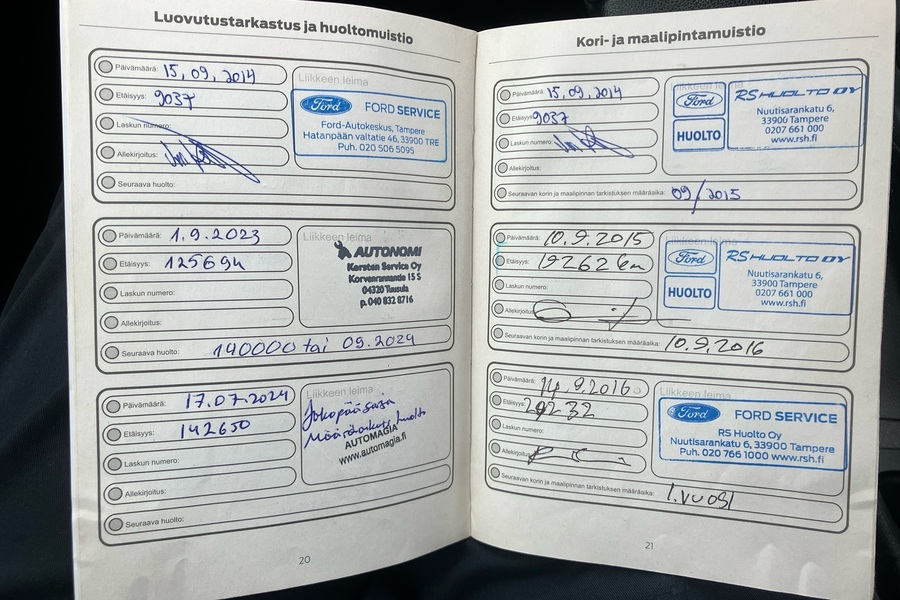 Luovutustarkastus ja huoltomuistio
Päivämäärä: 15,09,2014
Etäisyys: 9037
Laskun numero:
Allekirjoitus:
Seuraava huolto:
Liikkeen leima
Ford FORD SERVICE
Ford-Autokeskus, Tampere
Hatanpään valtatie 46, 33900 TRE
Puh. 020 506 5095
Päivämäärä: 1.9.2023
Etäisyys: 125694
Laskun numero:
Allekirjoitus:
Seuraava huolto: 140000 tai 09.2024
Liikkeen leima
AUTONOMI
Kersten Service Oy
Korvenrannantie 15 S
04320 Tuusula
p. 040 832 8716
Päivämäärä: 17.07.2024
Etäisyys: 142650
Laskun numero:
Allekirjoitus:
Seuraava huolto:
Liikkeen leima
huolto
AUTOMAGIA
www.automagia.fi
20
Kori- ja maalipintamuistio
Päivämäärä: 15.09.2014
Etäisyys: 9037
Laskun numero:
Allekirjoitus:
Seuraavan korin ja maalipinnan tarkistuksen määräaika: 09/2015
Liikkeen leima
Ford
HUOLTO
RS HUOLTO OY
Nuutisarankatu 6,
33900 Tampere
0207 661 000
www.rsh.fi
Päivämäärä: 10.9.2015
Etäisyys: 19262 km
Laskun numero:
Allekirjoitus:
Seuraavan korin ja maalipinnan tarkistuksen määräaika: 10.9.2016
Liikkeen leima
Ford
HUOLTO
RS HUOLTO OY
Nuutisarankatu 6,
33900 Tampere
0207 661 000
www.rsh.fi
Päivämäärä: 14.9.2016
Etäisyys:
Laskun numero:
Allekirjoitus:
Seuraavan korin ja maalipinnan tarkistuksen määräaika: 1.VUOSI
Liikkeen leima
Ford FORD SERVICE
RS Huolto Oy
Nuutisarankatu 6, 33900 Tampere
Puh. 020 766 1000 www.rsh.fi
21